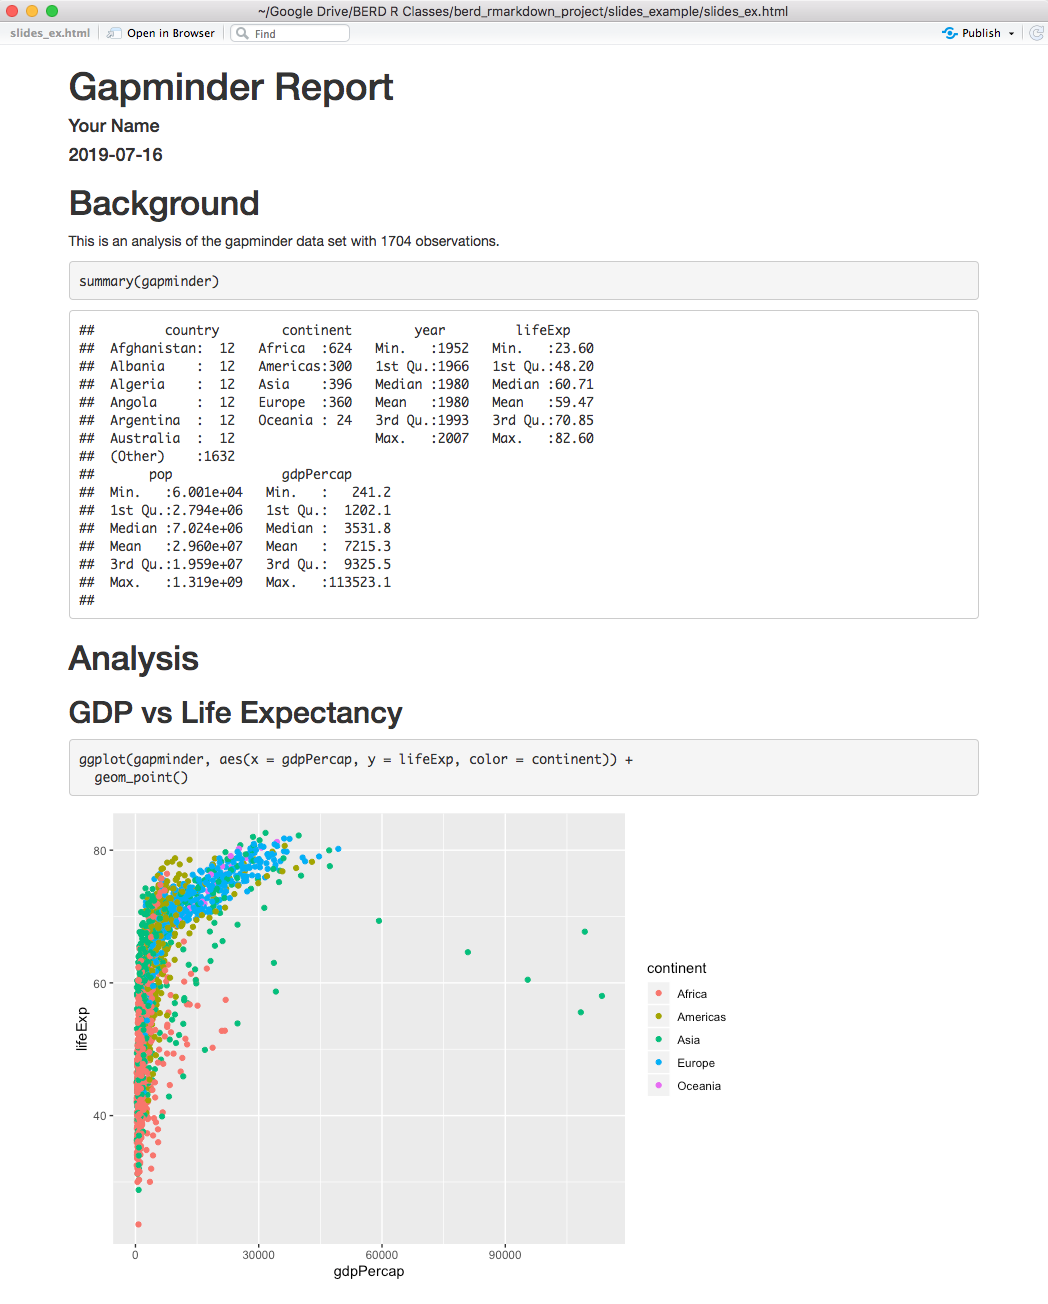 ~/Google Drive/BERD R Classes/berd_rmarkdown_project/slides_example/slides_ex.html
slides_ex.html Open in Browser Find Publish
Gapminder Report
Your Name
2019-07-16
Background
This is an analysis of the gapminder data set with 1704 observations.
summary(gapminder)
##         country        continent        year         lifeExp
##  Afghanistan:  12   Africa  :624   Min.   :1952   Min.   :23.60
##  Albania    :  12   Americas:300   1st Qu.:1966   1st Qu.:48.20
##  Algeria    :  12   Asia    :396   Median :1980   Median :60.71
##  Angola     :  12   Europe  :360   Mean   :1980   Mean   :59.47
##  Argentina  :  12   Oceania : 24   3rd Qu.:1993   3rd Qu.:70.85
##  Australia  :  12                  Max.   :2007   Max.   :82.60
##  (Other)    :1632
##       pop              gdpPercap
##  Min.   :6.001e+04   Min.   :   241.2
##  1st Qu.:2.794e+06   1st Qu.:  1202.1
##  Median :7.024e+06   Median :  3531.8
##  Mean   :2.960e+07   Mean   :  7215.3
##  3rd Qu.:1.959e+07   3rd Qu.:  9325.5
##  Max.   :1.319e+09   Max.   :113523.1
##
Analysis
GDP vs Life Expectancy
ggplot(gapminder, aes(x = gdpPercap, y = lifeExp, color = continent)) +
  geom_point()
80
60
40
lifeExp
0 30000 60000 90000
gdpPercap
continent
Africa
Americas
Asia
Europe
Oceania